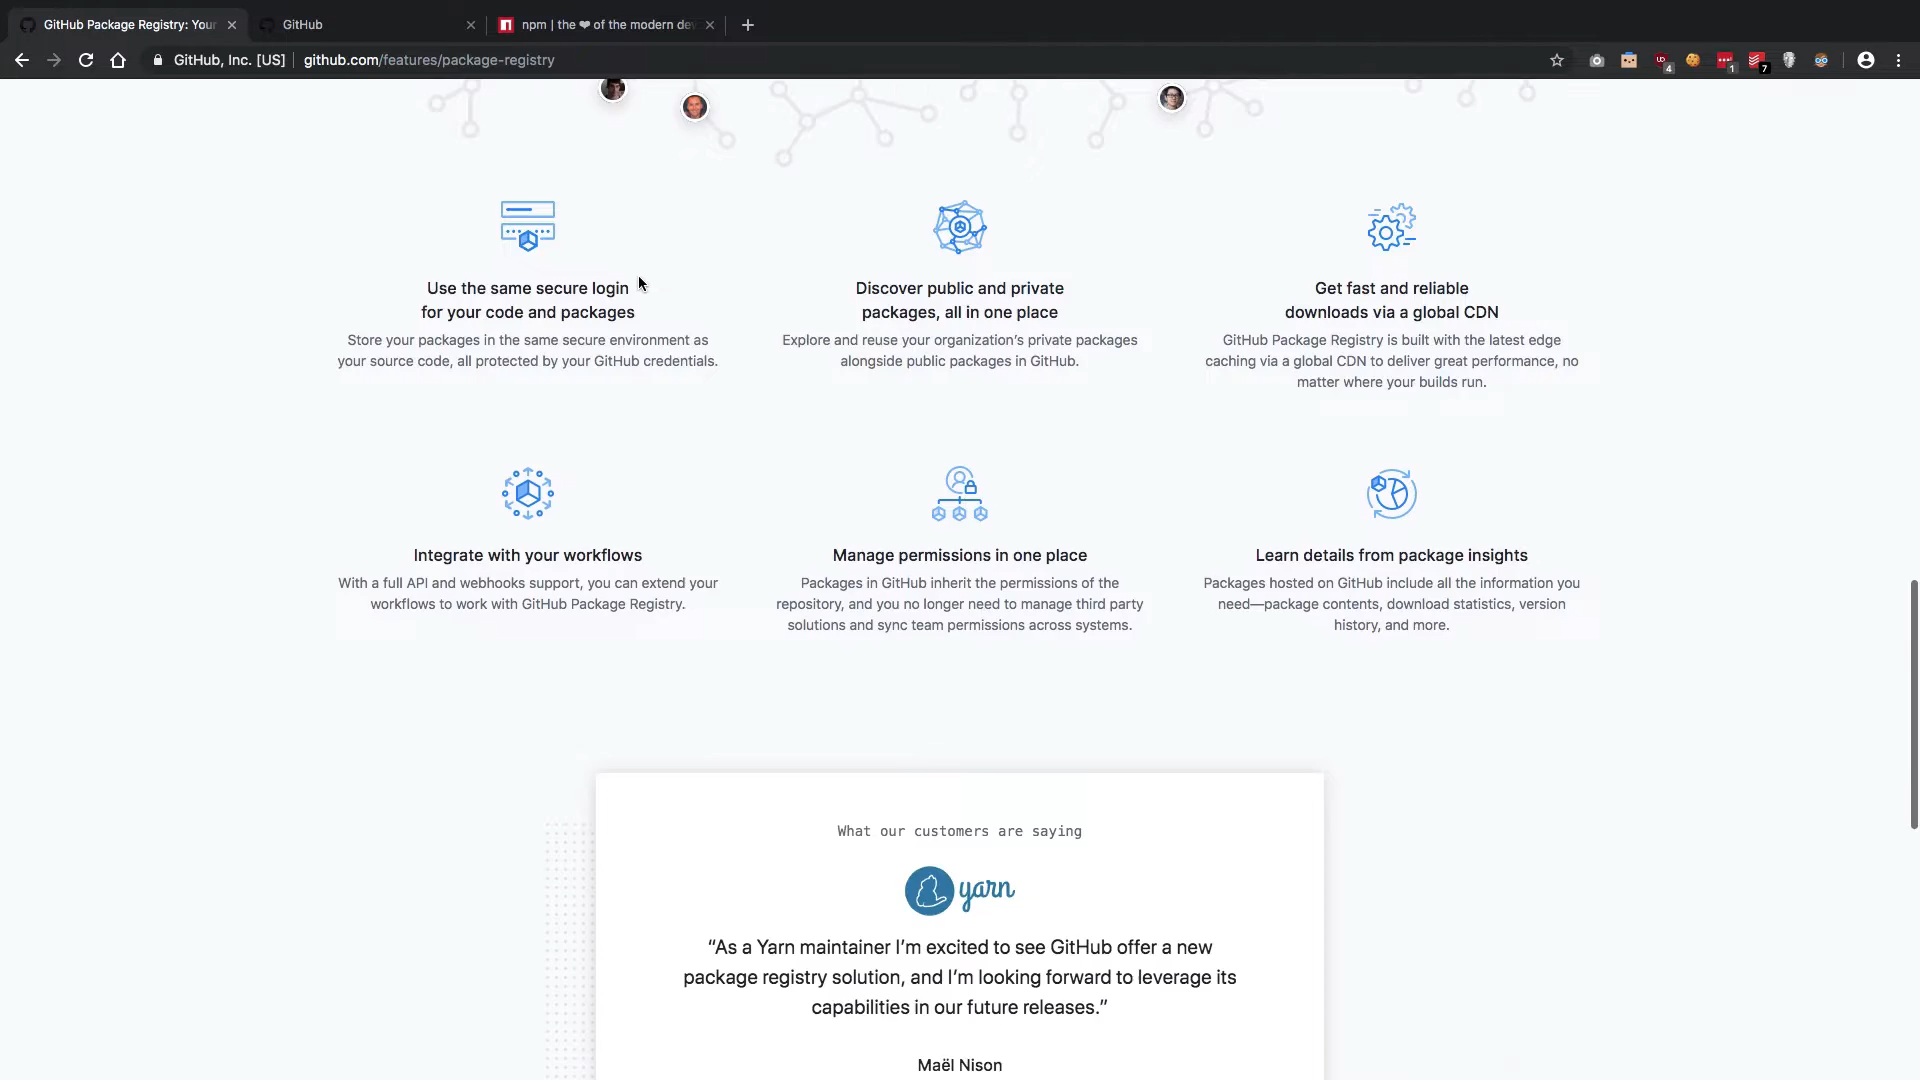 GitHub Package Registry: Your
GitHub
npm | the ❤ of the modern dev
GitHub, Inc. [US]
github.com/features/package-registry
4
1
7
Use the same secure login
for your code and packages
Store your packages in the same secure environment as
your source code, all protected by your GitHub credentials.
Discover public and private
packages, all in one place
Explore and reuse your organization’s private packages
alongside public packages in GitHub.
Get fast and reliable
downloads via a global CDN
GitHub Package Registry is built with the latest edge
caching via a global CDN to deliver great performance, no
matter where your builds run.
Integrate with your workflows
With a full API and webhooks support, you can extend your
workflows to work with GitHub Package Registry.
Manage permissions in one place
Packages in GitHub inherit the permissions of the
repository, and you no longer need to manage third party
solutions and sync team permissions across systems.
Learn details from package insights
Packages hosted on GitHub include all the information you
need—package contents, download statistics, version
history, and more.
What our customers are saying
yarn
“As a Yarn maintainer I’m excited to see GitHub offer a new
package registry solution, and I’m looking forward to leverage its
capabilities in our future releases.”
Maël Nison